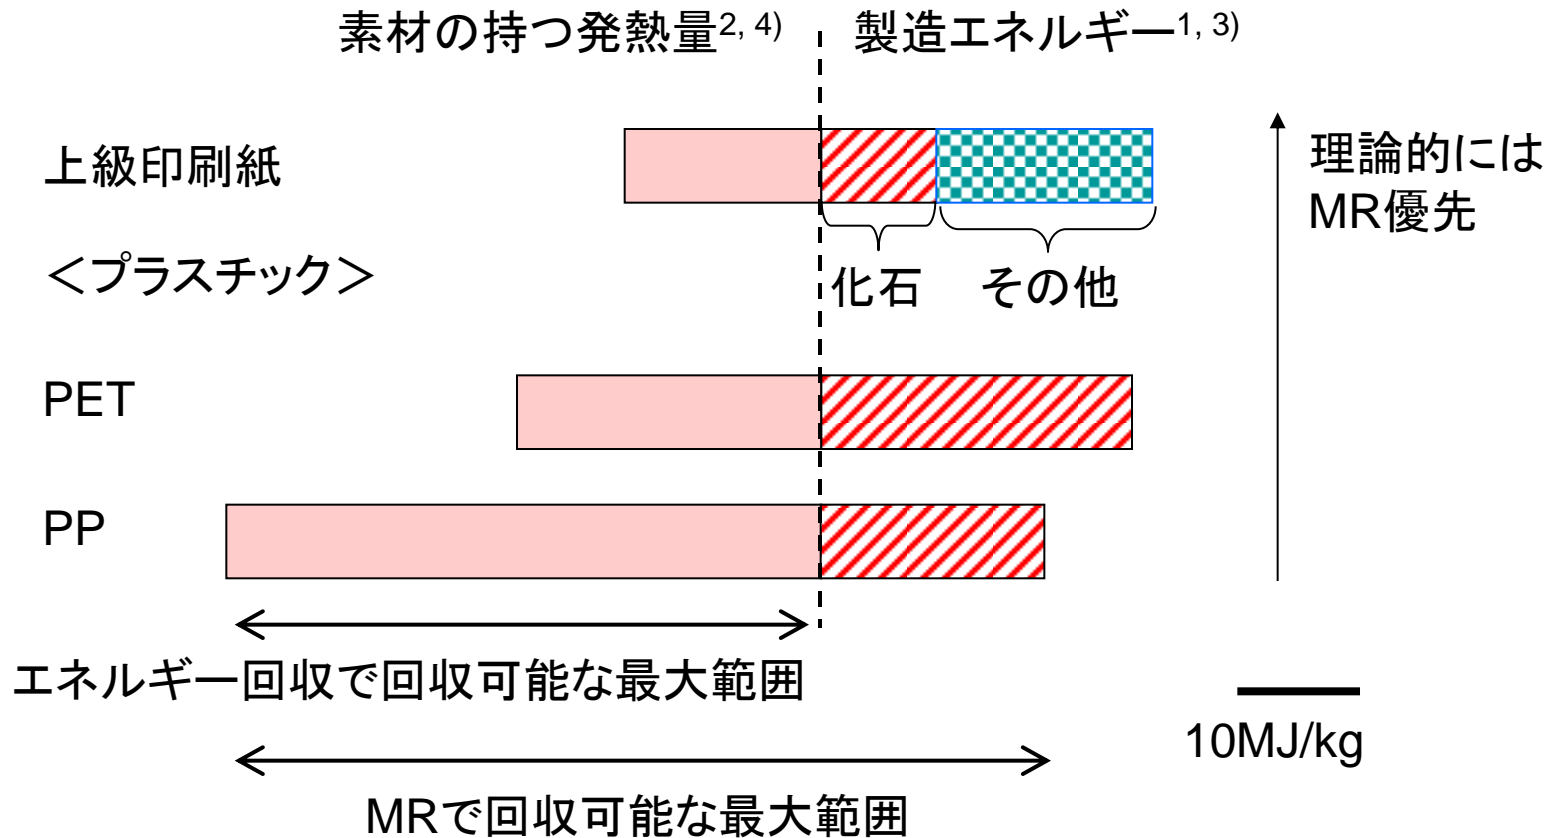 素材の持つ発熱量2, 4)
製造エネルギー1, 3)
上級印刷紙
理論的には
MR優先
<プラスチック>
化石
その他
PET
PP
エネルギー回収で回収可能な最大範囲
10MJ/kg
MRで回収可能な最大範囲